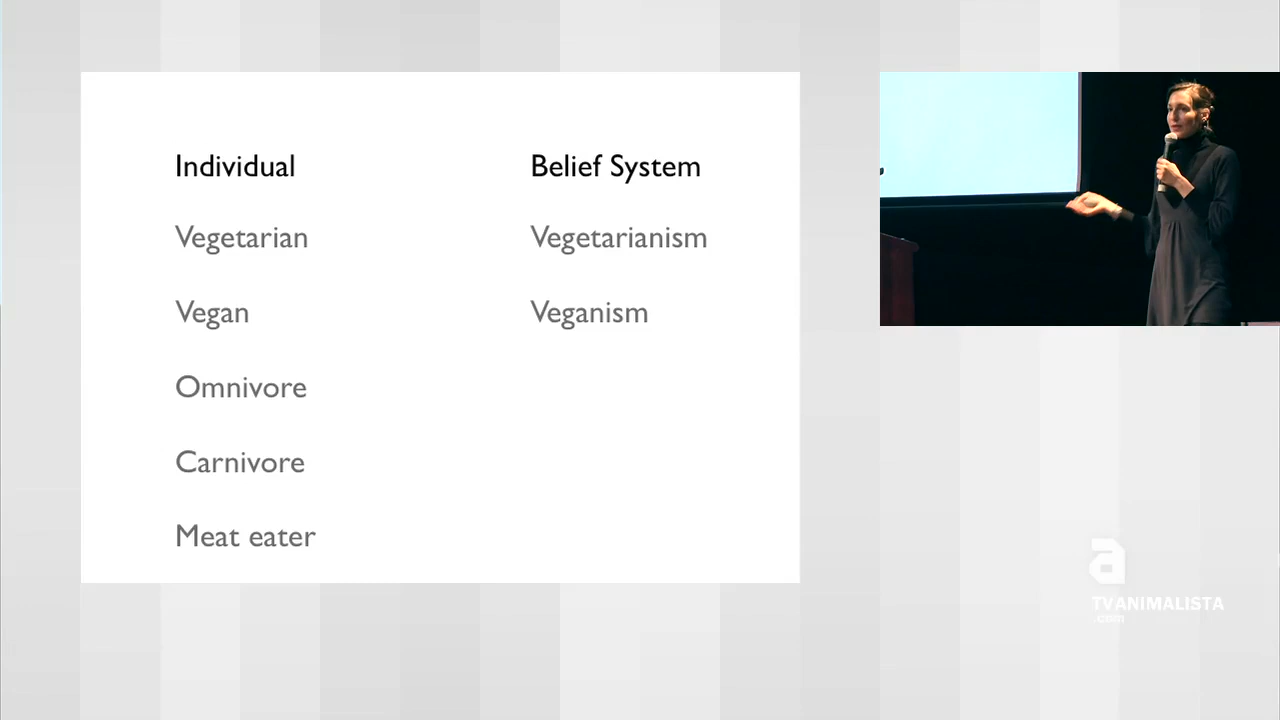 Individual Belief System
Vegetarian Vegetarianism
Vegan Veganism
Omnivore
Carnivore
Meat eater
a
TVANIMALISTA
.com